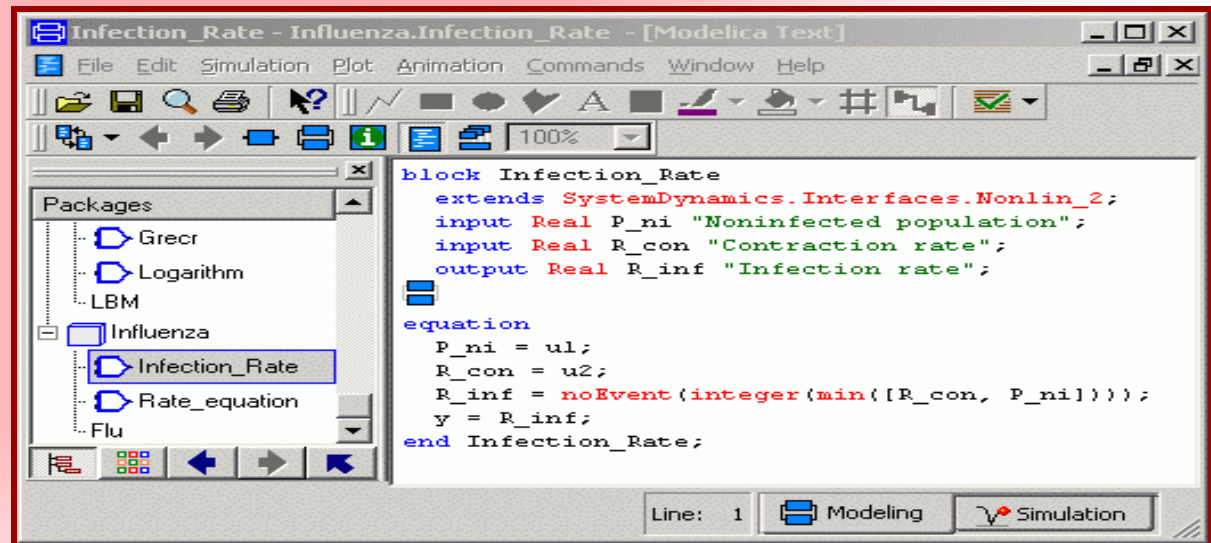 Infection_Rate - Influenza.Infection_Rate - [Modelica Text]
File Edit Simulation Plot Animation Commands Window Help
100%
Packages
Grecr
Logarithm
LBM
Influenza
Infection_Rate
Rate_equation
Flu
block Infection_Rate
extends SystemDynamics.Interfaces.Nonlin_2;
input Real P_ni "Noninfected population";
input Real R_con "Contraction rate";
output Real R_inf "Infection rate";
equation
P_ni = u1;
R_con = u2;
R_inf = noEvent(integer(min([R_con, P_ni])));
y = R_inf;
end Infection_Rate;
Line: 1 Modeling Simulation